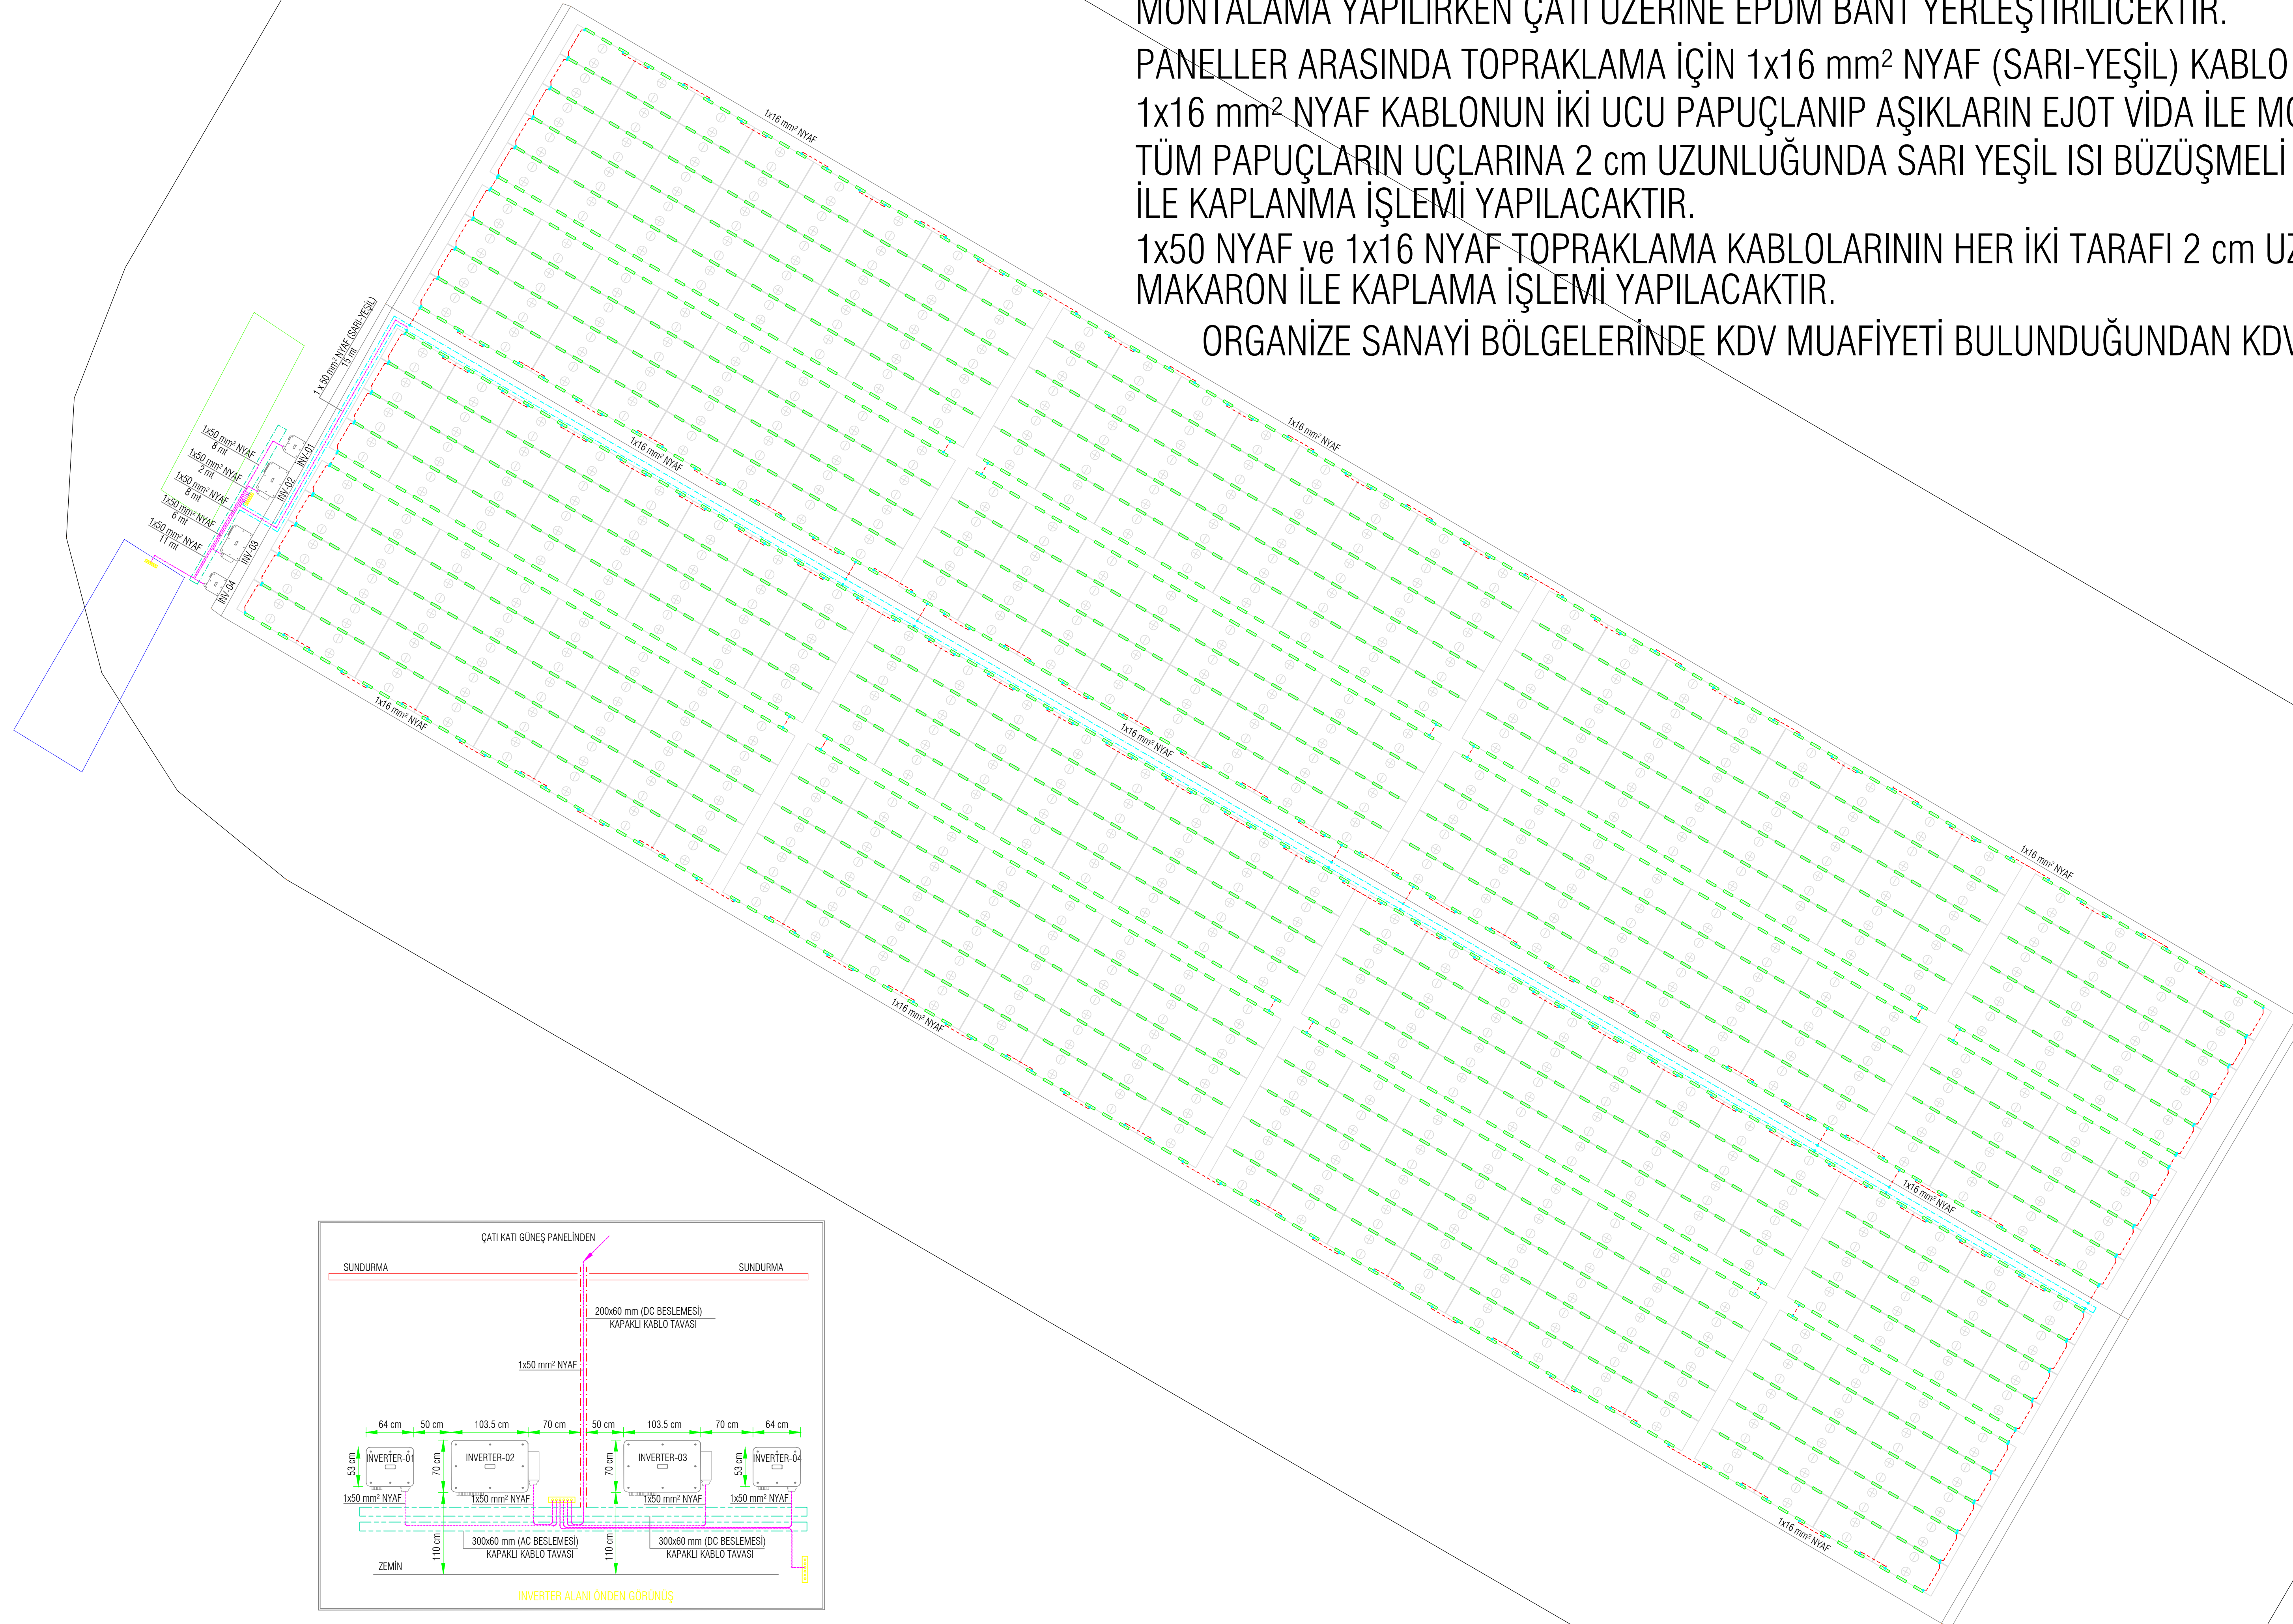 MONTALAMA YAPILIRKEN ÇATI ÜZERİNE EPDM BANT YERLEŞTİRİLİCEKTİR.
PANELLER ARASINDA TOPRAKLAMA İÇİN 1x16 mm² NYAF (SARI-YEŞİL) KABLO
1x16 mm² NYAF KABLONUN İKİ UCU PAPUÇLANIP AŞIKLARIN EJOT VİDA İLE
TÜM PAPUÇLARIN UÇLARINA 2 cm UZUNLUĞUNDA SARI YEŞİL ISI BÜZÜŞMELİ
İLE KAPLANMA İŞLEMİ YAPILACAKTIR.
1x50 NYAF ve 1x16 NYAF TOPRAKLAMA KABLOLARININ HER İKİ TARAFI 2 cm
MAKARON İLE KAPLAMA İŞLEMİ YAPILACAKTIR.
ORGANİZE SANAYİ BÖLGELERİNDE KDV MUAFİYETİ BULUNDUĞUNDAN KDV
1x16 mm² NYAF
1 x 50 mm² NYAF (SARI-YEŞİL)
15 mt
1x50 mm² NYAF
8 mt
1x50 mm² NYAF
2 mt
1x50 mm² NYAF
8 mt
1x50 mm² NYAF
6 mt
1x50 mm² NYAF
11 mt
INV-01
INV-02
INV-03
INV-04
1x16 mm² NYAF
1x16 mm² NYAF
1x16 mm² NYAF
1x16 mm² NYAF
1x16 mm² NYAF
1x16 mm² NYAF
1x16 mm² NYAF
1x16 mm² NYAF
ÇATI KATI GÜNEŞ PANELİNDEN
SUNDURMA SUNDURMA
200x60 mm (DC BESLEMESİ)
KAPAKLI KABLO TAVASI
1x50 mm² NYAF
64 cm 50 cm 103.5 cm 70 cm 50 cm 103.5 cm 70 cm 64 cm
INVERTER-01 INVERTER-02 INVERTER-03 INVERTER-04
53 cm 70 cm 70 cm 53 cm
1x50 mm² NYAF 1x50 mm² NYAF 1x50 mm² NYAF 1x50 mm² NYAF
110 cm 110 cm
300x60 mm (AC BESLEMESİ) 300x60 mm (DC BESLEMESİ)
KAPAKLI KABLO TAVASI KAPAKLI KABLO TAVASI
ZEMİN
INVERTER ALANI ÖNDEN GÖRÜNÜŞ